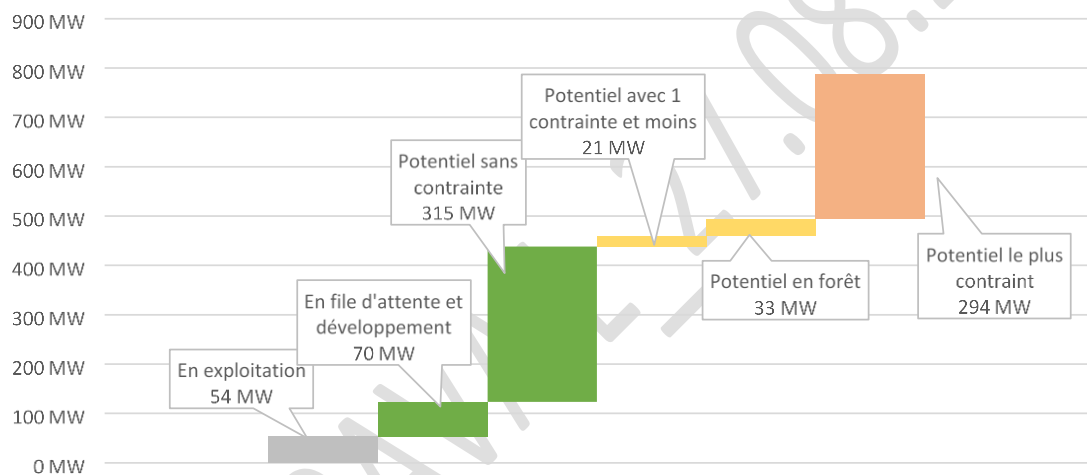 900 MW
800 MW
700 MW
600 MW
500 MW
400 MW
300 MW
200 MW
100 MW
0 MW
En exploitation
54 MW
En file d'attente et
développement
70 MW
Potentiel sans
contrainte
315 MW
Potentiel avec 1
contrainte et moins
21 MW
Potentiel en forêt
33 MW
Potentiel le plus
contraint
294 MW